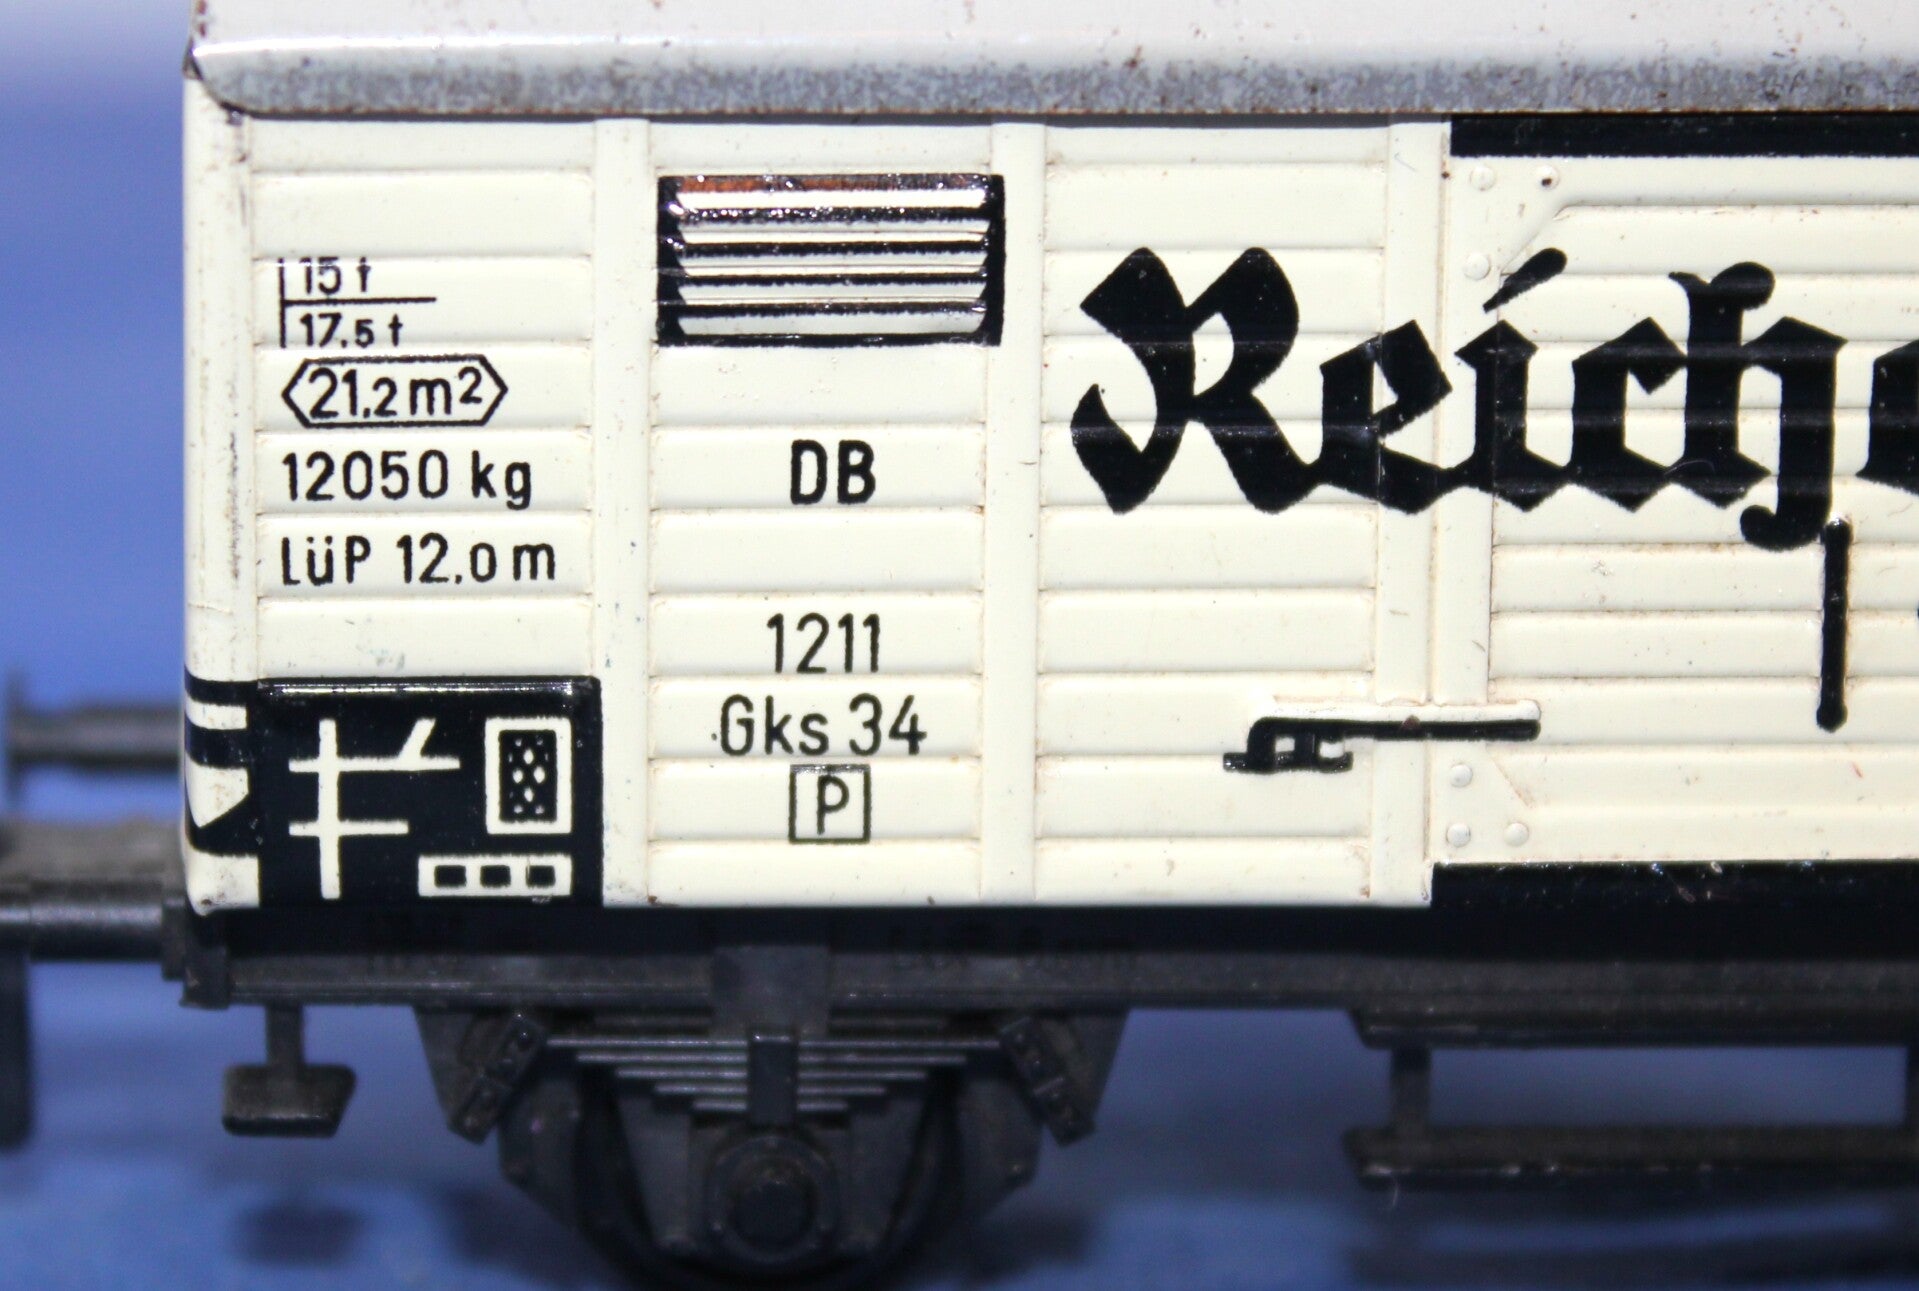 15 t
17,5 t
21,2 m²
12050 kg
LüP 12,0 m
DB
1211
Gks 34
P
Reich